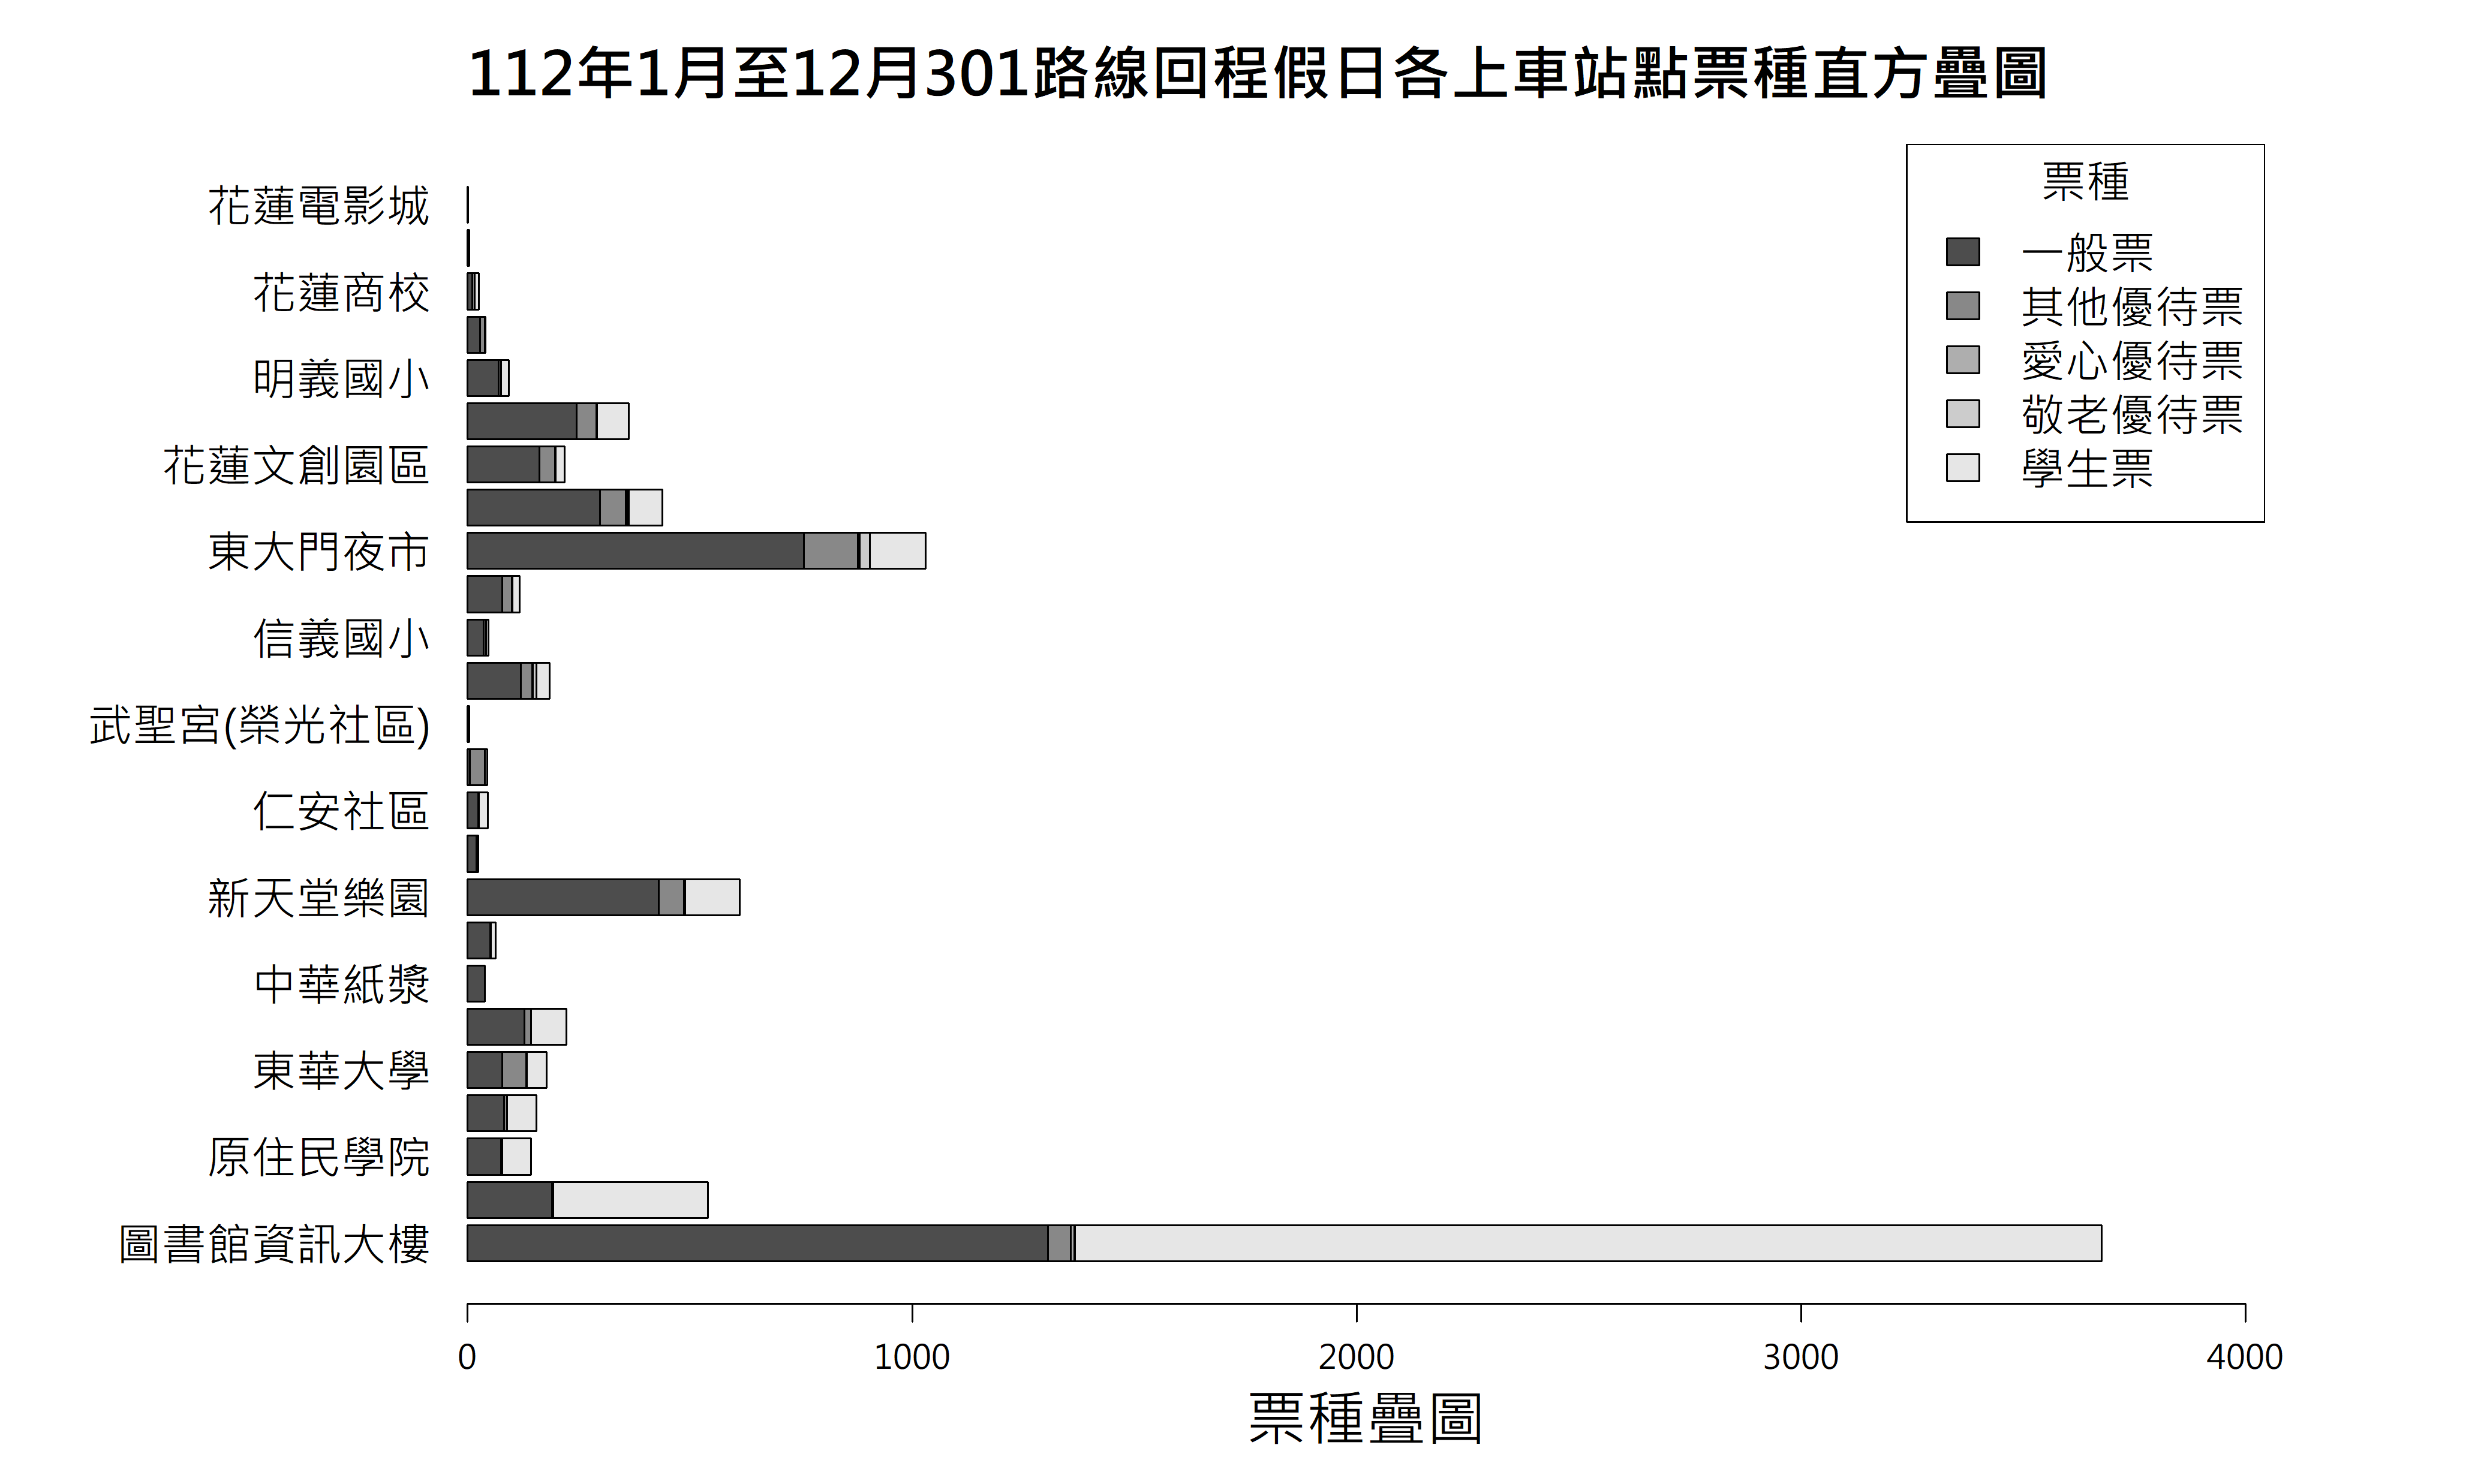 112年1月至12月301路線回程假日各上車站點票種直方疊圖
票種
一般票
其他優待票
愛心優待票
敬老優待票
學生票
花蓮電影城
花蓮商校
明義國小
花蓮文創園區
東大門夜市
信義國小
武聖宮(榮光社區)
仁安社區
新天堂樂園
中華紙漿
東華大學
原住民學院
圖書館資訊大樓
0 1000 2000 3000 4000
票種疊圖